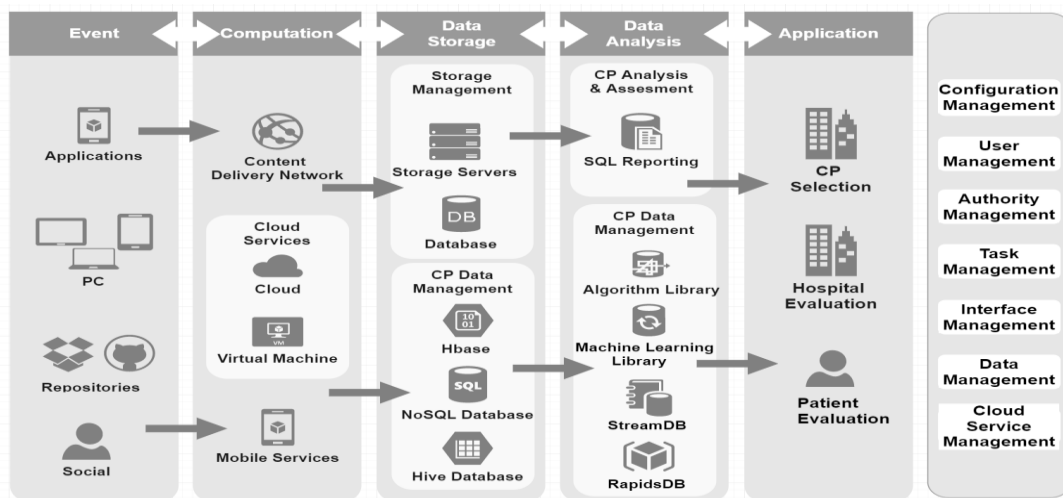 Event
Computation
Data
Storage
Data
Analysis
Application
Applications
PC
Repositories
Social
Content
Delivery Network
Cloud
Services
Cloud
VM
Virtual Machine
Mobile Services
Storage
Management
Storage Servers
DB
Database
CP Data
Management
10
01
Hbase
SQL
NoSQL Database
Hive Database
CP Analysis
& Assesment
SQL Reporting
CP Data
Management
Algorithm Library
Machine Learning
Library
StreamDB
RapidsDB
CP
Selection
Hospital
Evaluation
Patient
Evaluation
Configuration
Management
User
Management
Authority
Management
Task
Management
Interface
Management
Data
Management
Cloud
Service
Management